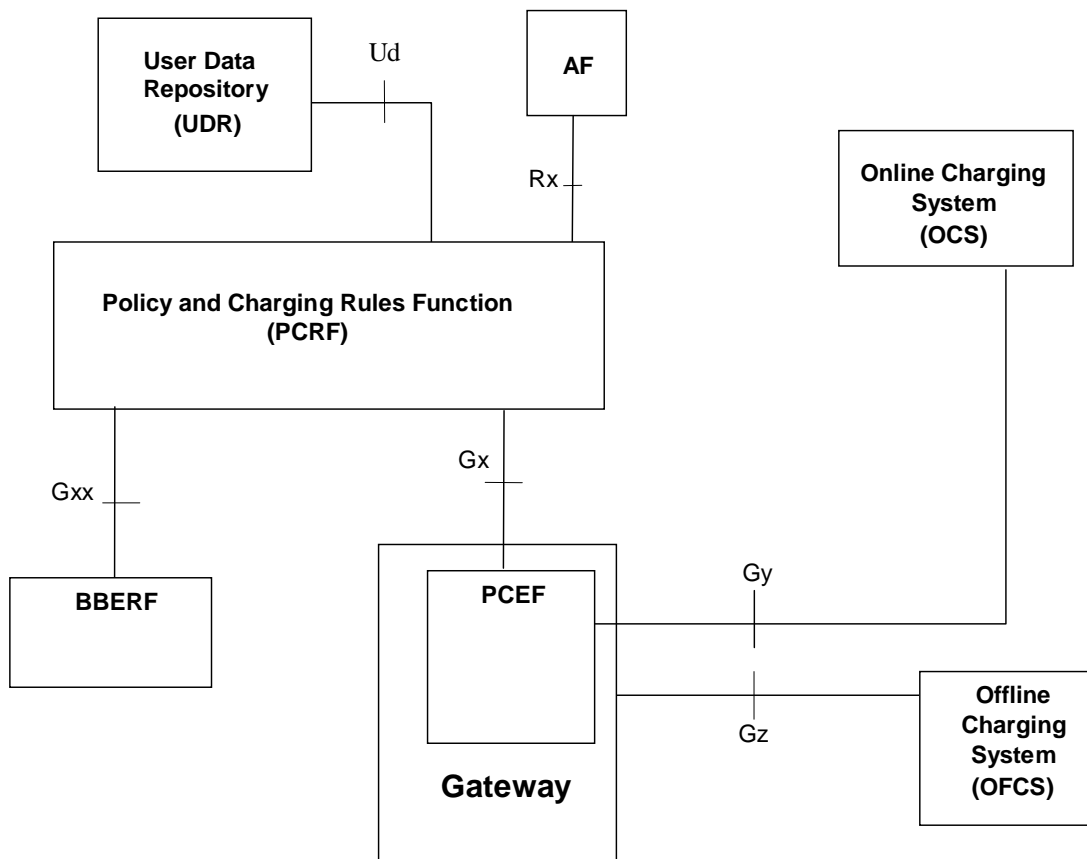 User Data
Repository
(UDR)
Ud
AF
Rx
Online Charging
System
(OCS)
Policy and Charging Rules Function
(PCRF)
Gxx
Gx
BBERF
PCEF
Gy
Gz
Offline
Charging
System
(OFCS)
Gateway